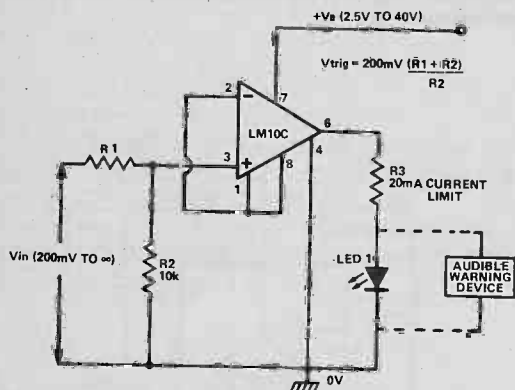 +VB (2.5V TO 40V)
Vtrig = 200mV (R1 + R2)
R2
2
7
LM10C
6
R1
3
8
4
1
R3
20mA CURRENT
LIMIT
Vin (200mV TO ∞)
R2
10k
LED 1
AUDIBLE
WARNING
DEVICE
0V